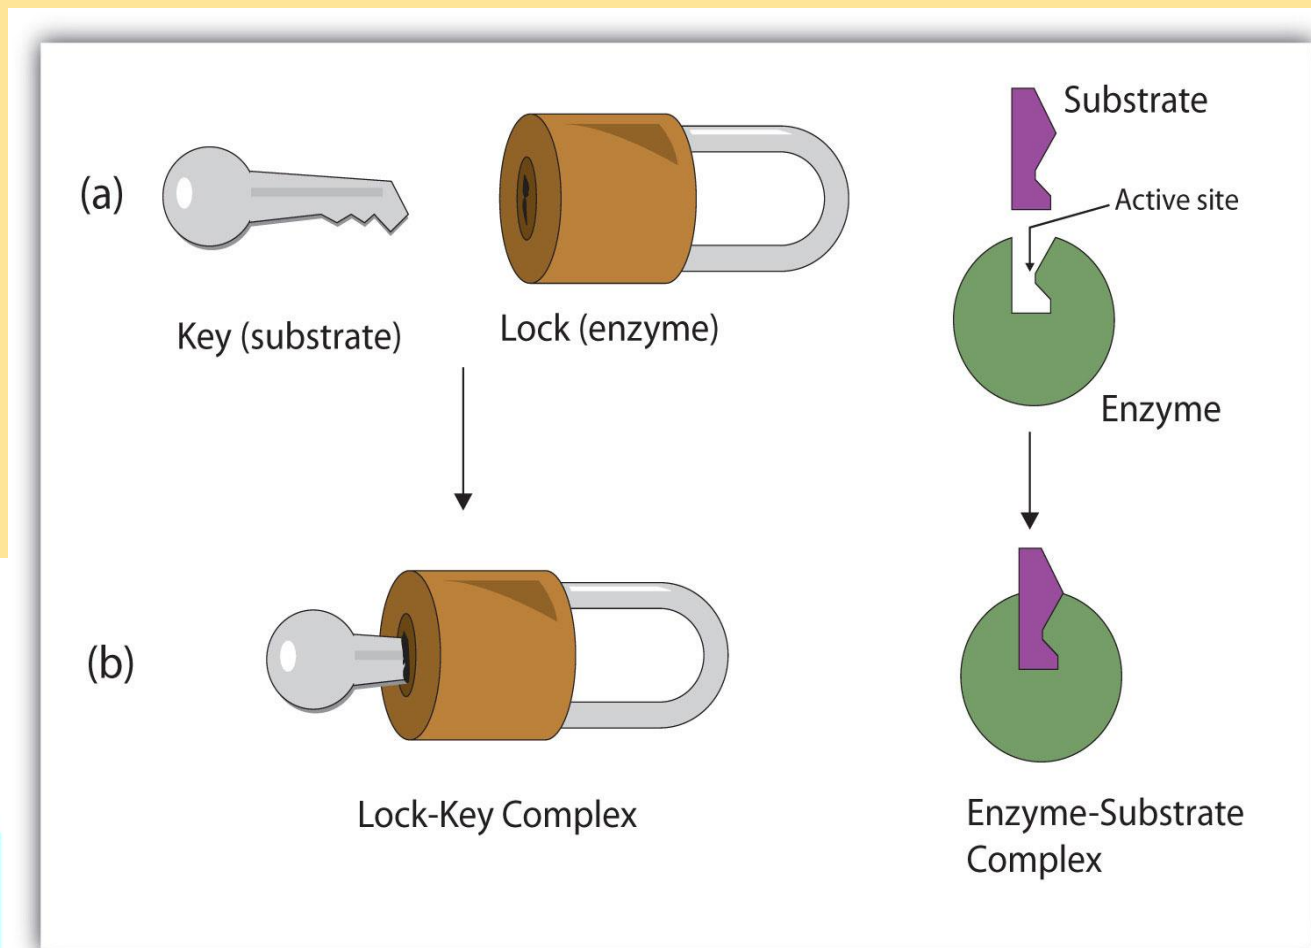 (a)
Key (substrate)
Lock (enzyme)
Substrate
Active site
Enzyme
(b)
Lock-Key Complex
Enzyme-Substrate
Complex